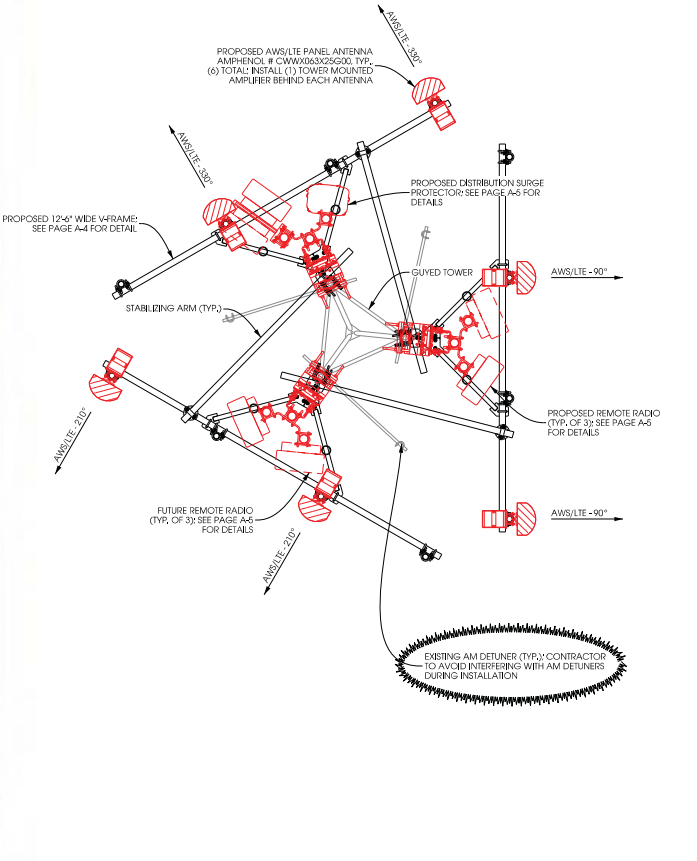 AWS/LTE - 330°
PROPOSED AWS/LTE PANEL ANTENNA
AMPHENOL # CWWX063X25G00, TYP.,
(6) TOTAL; INSTALL (1) TOWER MOUNTED
AMPLIFIER BEHIND EACH ANTENNA
AWS/LTE - 330°
PROPOSED DISTRIBUTION SURGE
PROTECTOR; SEE PAGE A-5 FOR
DETAILS
PROPOSED 12'-6" WIDE V-FRAME;
SEE PAGE A-4 FOR DETAIL
GUYED TOWER
AWS/LTE - 90°
STABILIZING ARM (TYP.)
AWS/LTE - 210°
PROPOSED REMOTE RADIO
(TYP. OF 3); SEE PAGE A-5
FOR DETAILS
FUTURE REMOTE RADIO
(TYP. OF 3); SEE PAGE A-5
FOR DETAILS
AWS/LTE - 90°
AWS/LTE - 210°
EXISTING AM DETUNER (TYP.); CONTRACTOR
TO AVOID INTERFERING WITH AM DETUNERS
DURING INSTALLATION